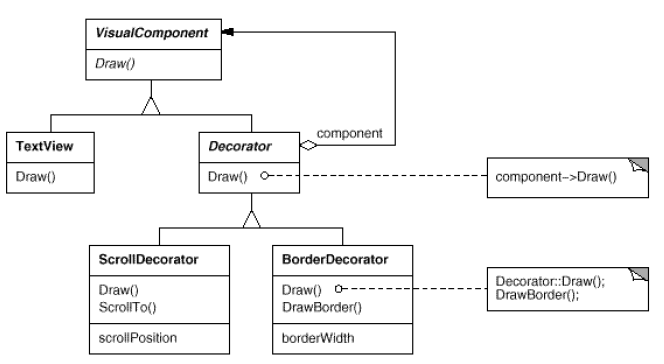 VisualComponent
Draw()
component
TextView
Draw()
Decorator
Draw()
component->Draw()
ScrollDecorator
Draw()
ScrollTo()
scrollPosition
BorderDecorator
Draw()
DrawBorder()
borderWidth
Decorator::Draw();
DrawBorder();